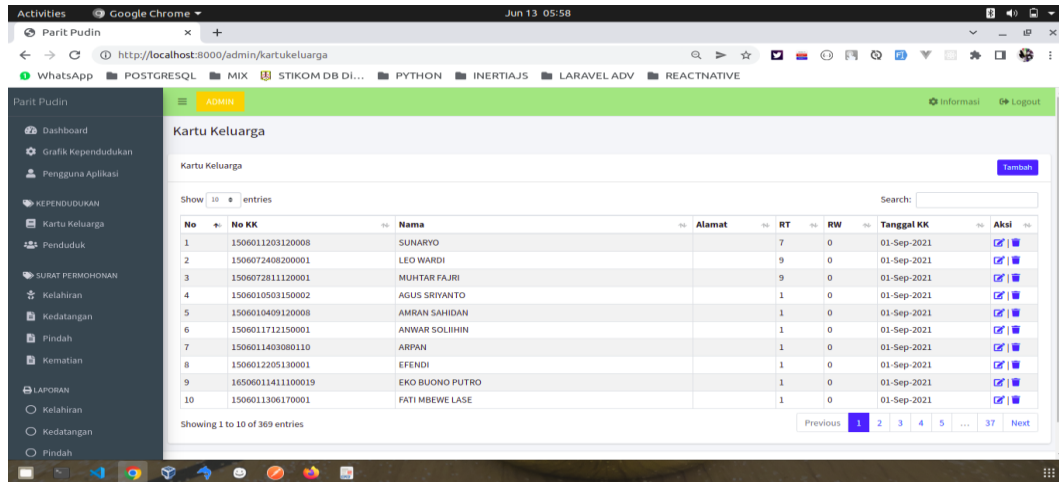 Activities Google Chrome Jun 13 05:58
Parit Pudin
http://localhost:8000/admin/kartukeluarga
WhatsApp POSTGRESQL MIX STIKOM DB Di... PYTHON INERTIAJS LARAVEL ADV REACTNATIVE
Parit Pudin ADMIN Informasi Logout
Dashboard
Grafik Kependudukan
Pengguna Aplikasi
KEPENDUDUKAN
Kartu Keluarga
Penduduk
SURAT PERMOHONAN
Kelahiran
Kedatangan
Pindah
Kematian
LAPORAN
Kelahiran
Kedatangan
Pindah
Kartu Keluarga
Kartu Keluarga Tambah
Show 10 entries Search:
No No KK Nama Alamat RT RW Tanggal KK Aksi
1 1506011203120008 SUNARYO 7 0 01-Sep-2021 |
2 1506072408200001 LEO WARDI 9 0 01-Sep-2021 |
3 1506072811120001 MUHTAR FAJRI 9 0 01-Sep-2021 |
4 1506010503150002 AGUS SRIYANTO 1 0 01-Sep-2021 |
5 1506010409120008 AMRAN SAHIDAN 1 0 01-Sep-2021 |
6 1506011712150001 ANWAR SOLIIHIN 1 0 01-Sep-2021 |
7 1506011403080110 ARPAN 1 0 01-Sep-2021 |
8 1506012205130001 EFENDI 1 0 01-Sep-2021 |
9 16506011411100019 EKO BUONO PUTRO 1 0 01-Sep-2021 |
10 1506011306170001 FATI MBEWE LASE 1 0 01-Sep-2021 |
Showing 1 to 10 of 369 entries Previous 1 2 3 4 5 ... 37 Next